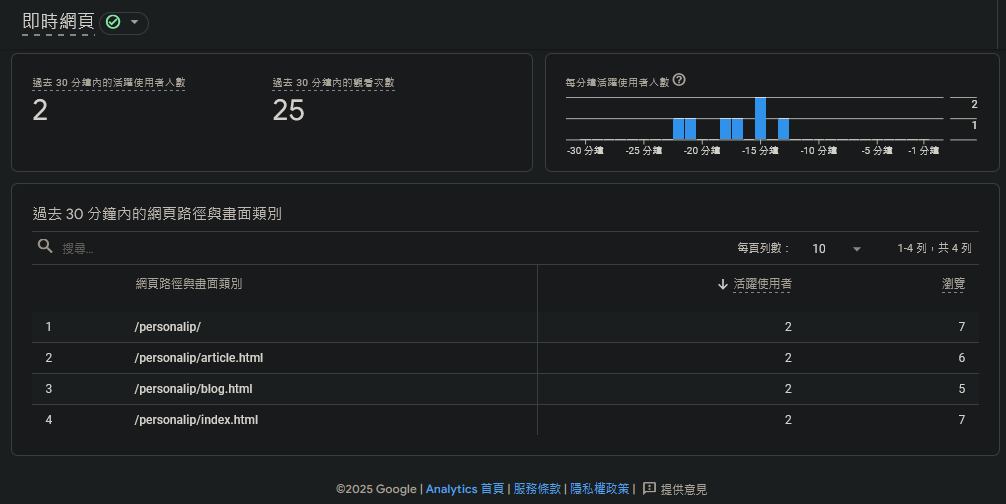 即時網頁
過去 30 分鐘內的活躍使用者人數
2
過去 30 分鐘內的觀看次數
25
每分鐘活躍使用者人數
2
1
-30 分鐘 -25 分鐘 -20 分鐘 -15 分鐘 -10 分鐘 -5 分鐘 -1 分鐘
過去 30 分鐘內的網頁路徑與畫面類別
搜尋... 每頁列數： 10 1-4 列，共 4 列
網頁路徑與畫面類別 活躍使用者 瀏覽
1 /personalip/ 2 7
2 /personalip/article.html 2 6
3 /personalip/blog.html 2 5
4 /personalip/index.html 2 7
©2025 Google | Analytics 首頁 | 服務條款 | 隱私權政策 | 提供意見